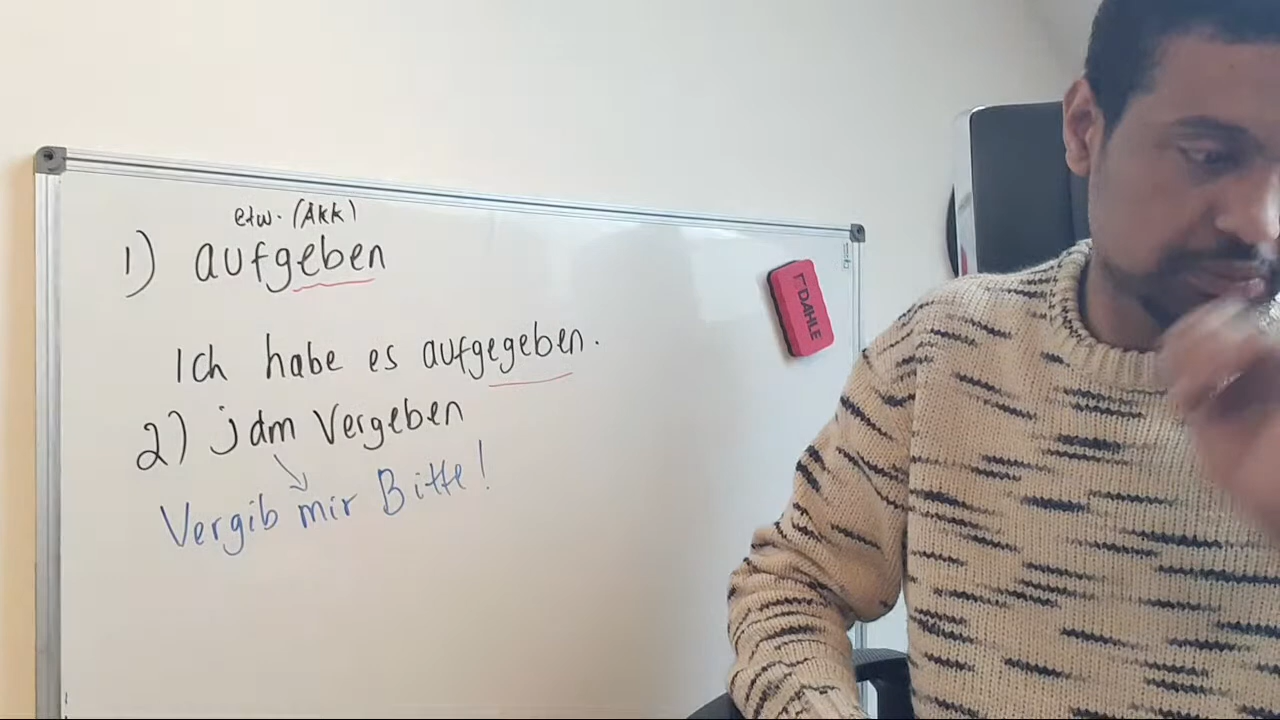 etw. (Akk)
1) aufgeben
Ich habe es aufgegeben.
2) jdm Vergeben
Vergib mir Bitte!
DAHLE